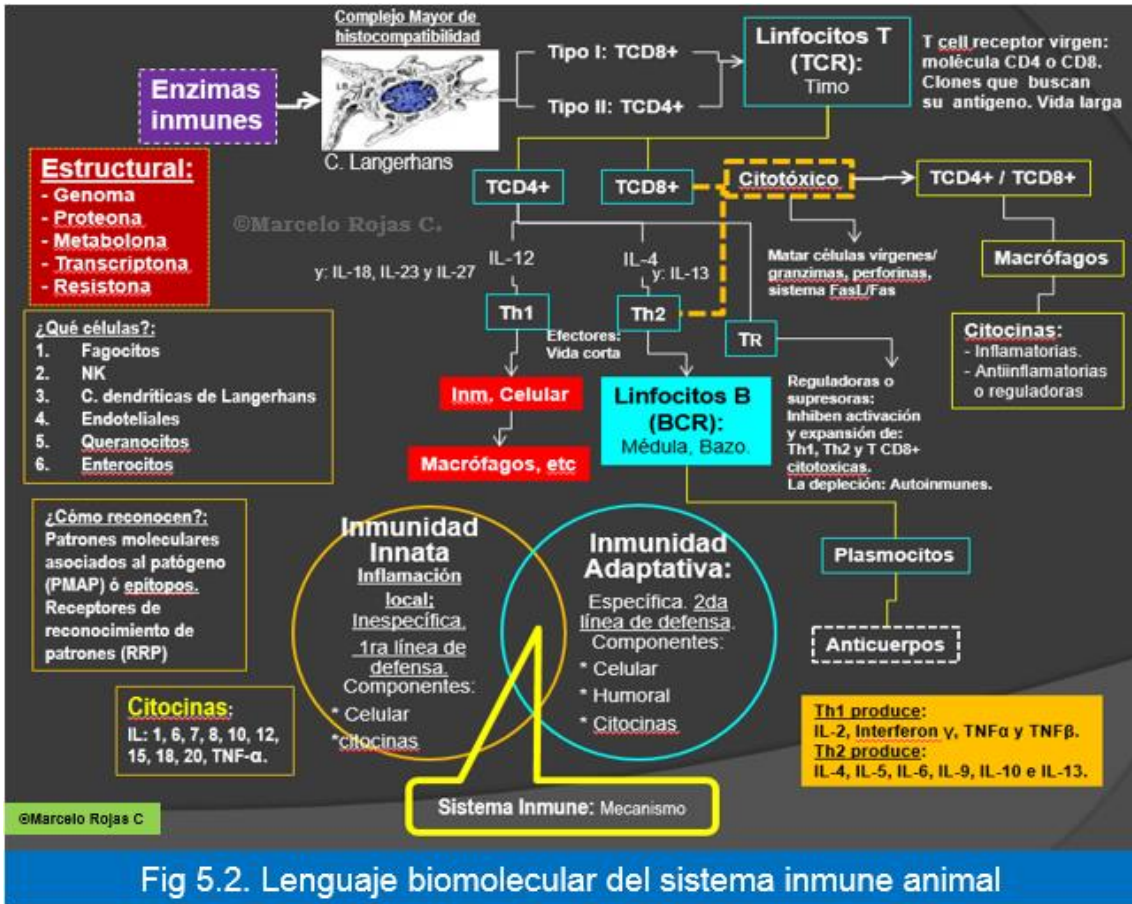 Complejo Mayor de
histocompatibilidad
Enzimas
inmunes
C. Langerhans
Tipo I: TCD8+
Tipo II: TCD4+
Linfocitos T
(TCR):
Timo
T cell receptor virgen:
molécula CD4 o CD8.
Clones que buscan
su antígeno. Vida larga
Estructural:
- Genoma
- Proteona
- Metabolona
- Transcriptona
- Resistona
©Marcelo Rojas C.
TCD4+
TCD8+
Citotóxico
TCD4+ / TCD8+
IL-12
y: IL-18, IL-23 y IL-27
IL-4
y: IL-13
Matar células vírgenes/
granzimas, perforinas,
sistema FasL/Fas
Macrófagos
Th1
Th2
TR
Efectores:
Vida corta
Citocinas:
- Inflamatorias.
- Antiinflamatorias
o reguladoras
¿Qué células?:
1. Fagocitos
2. NK
3. C. dendríticas de Langerhans
4. Endoteliales
5. Queranocitos
6. Enterocitos
Inm. Celular
Macrófagos, etc
Linfocitos B
(BCR):
Médula, Bazo.
Reguladoras o
supresoras:
Inhiben activación
y expansión de:
Th1, Th2 y T CD8+
citotoxicas.
La depleción: Autoinmunes.
¿Cómo reconocen?:
Patrones moleculares
asociados al patógeno
(PMAP) ó epítopos.
Receptores de
reconocimiento de
patrones (RRP)
Inmunidad
Innata
Inflamación
local;
Inespecífica.
1ra línea de
defensa.
Componentes:
* Celular
*citocinas
Inmunidad
Adaptativa:
Específica. 2da
línea de defensa.
Componentes:
* Celular
* Humoral
* Citocinas
Plasmocitos
Anticuerpos
Citocinas:
IL: 1, 6, 7, 8, 10, 12,
15, 18, 20, TNF-α.
Th1 produce:
IL-2, Interferon γ, TNFα y TNFβ.
Th2 produce:
IL-4, IL-5, IL-6, IL-9, IL-10 e IL-13.
Sistema Inmune: Mecanismo
©Marcelo Rojas C
Fig 5.2. Lenguaje biomolecular del sistema inmune animal